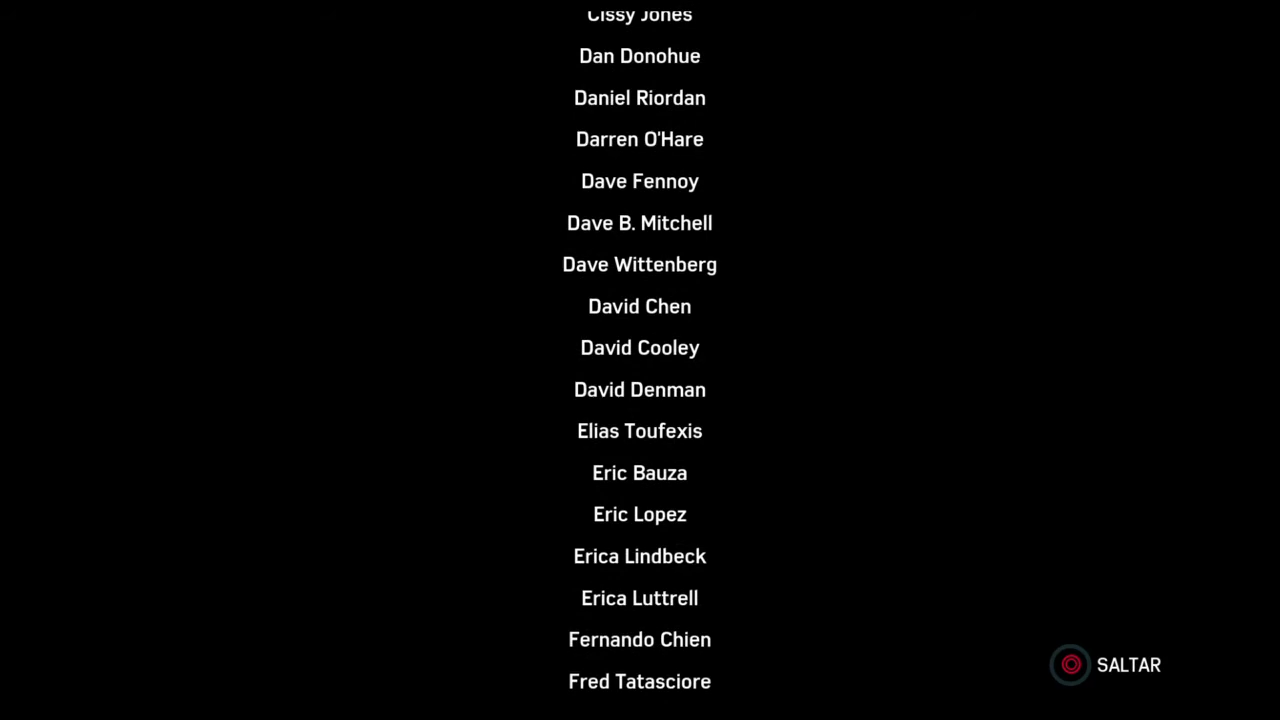 Cissy Jones
Dan Donohue
Daniel Riordan
Darren O'Hare
Dave Fennoy
Dave B. Mitchell
Dave Wittenberg
David Chen
David Cooley
David Denman
Elias Toufexis
Eric Bauza
Eric Lopez
Erica Lindbeck
Erica Luttrell
Fernando Chien
Fred Tatasciore
SALTAR